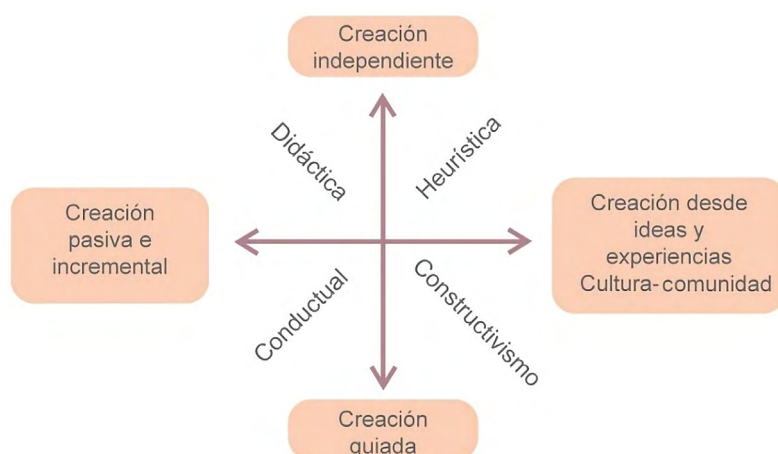 Creación
independiente
Didáctica
Heurística
Creación
pasiva e
incremental
Creación desde
ideas y
experiencias
Cultura-comunidad
Conductual
Constructivismo
Creación
guiada